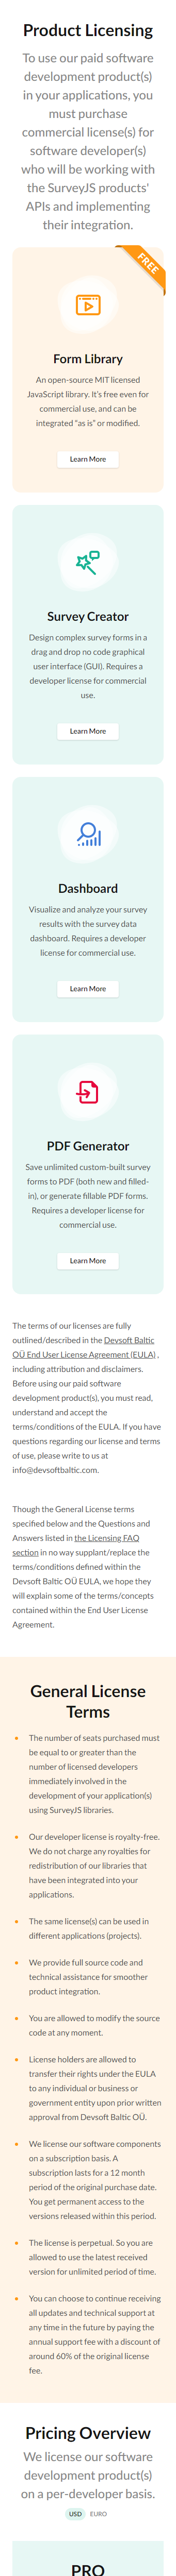 Product Licensing
To use our paid software
development product(s)
in your applications, you
must purchase
commercial license(s) for
software developer(s)
who will be working with
the SurveyJS products'
APIs and implementing
their integration.
FREE
Form Library
An open-source MIT licensed
JavaScript library. It's free even for
commercial use, and can be
integrated "as is" or modified.
Learn More
Survey Creator
Design complex survey forms in a
drag and drop no code graphical
user interface (GUI). Requires a
developer license for commercial
use.
Learn More
Dashboard
Visualize and analyze your survey
results with the survey data
dashboard. Requires a developer
license for commercial use.
Learn More
PDF Generator
Save unlimited custom-built survey
forms to PDF (both new and filled-
in), or generate fillable PDF forms.
Requires a developer license for
commercial use.
Learn More
The terms of our licenses are fully
outlined/described in the Devsoft Baltic
OÜ End User License Agreement (EULA) ,
including attribution and disclaimers.
Before using our paid software
development product(s), you must read,
understand and accept the
terms/conditions of the EULA. If you have
questions regarding our license and terms
of use, please write to us at
info@devsoftbaltic.com.
Though the General License terms
specified below and the Questions and
Answers listed in the Licensing FAQ
section in no way supplant/replace the
terms/conditions defined within the
Devsoft Baltic OÜ EULA, we hope they
will explain some of the terms/concepts
contained within the End User License
Agreement.
General License
Terms
• The number of seats purchased must
be equal to or greater than the
number of licensed developers
immediately involved in the
development of your application(s)
using SurveyJS libraries.
• Our developer license is royalty-free.
We do not charge any royalties for
redistribution of our libraries that
have been integrated into your
applications.
• The same license(s) can be used in
different applications (projects).
• We provide full source code and
technical assistance for smoother
product integration.
• You are allowed to modify the source
code at any moment.
• License holders are allowed to
transfer their rights under the EULA
to any individual or business or
government entity upon prior written
approval from Devsoft Baltic OÜ.
• We license our software components
on a subscription basis. A
subscription lasts for a 12 month
period of the original purchase date.
You get permanent access to the
versions released within this period.
• The license is perpetual. So you are
allowed to use the latest received
version for unlimited period of time.
• You can choose to continue receiving
all updates and technical support at
any time in the future by paying the
annual support fee with a discount of
around 60% of the original license
fee.
Pricing Overview
We license our software
development product(s)
on a per-developer basis.
USD EURO
PRO